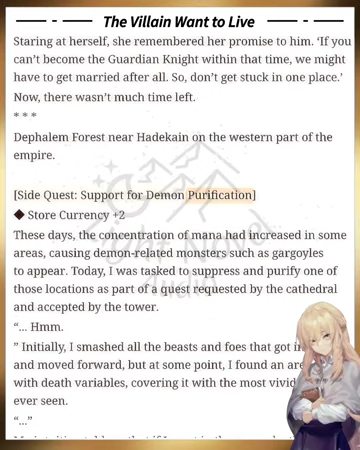 The Villain Want to Live
Staring at herself, she remembered her promise to him. ‘If you
can’t become the Guardian Knight within that time, we might
have to get married after all. So, don’t get stuck in one place.’
Now, there wasn’t much time left.
* * *
Dephalem Forest near Hadekain on the western part of the
empire.
[Side Quest: Support for Demon Purification]
◆ Store Currency +2
These days, the concentration of mana had increased in some
areas, causing demon-related monsters such as gargoyles
to appear. Today, I was tasked to suppress and purify one of
those locations as part of a quest requested by the cathedral
and accepted by the tower.
“... Hmm.
” Initially, I smashed all the beasts and foes that got in
and moved forward, but at some point, I found an
with death variables, covering it with the most vivid
ever seen.
“...”